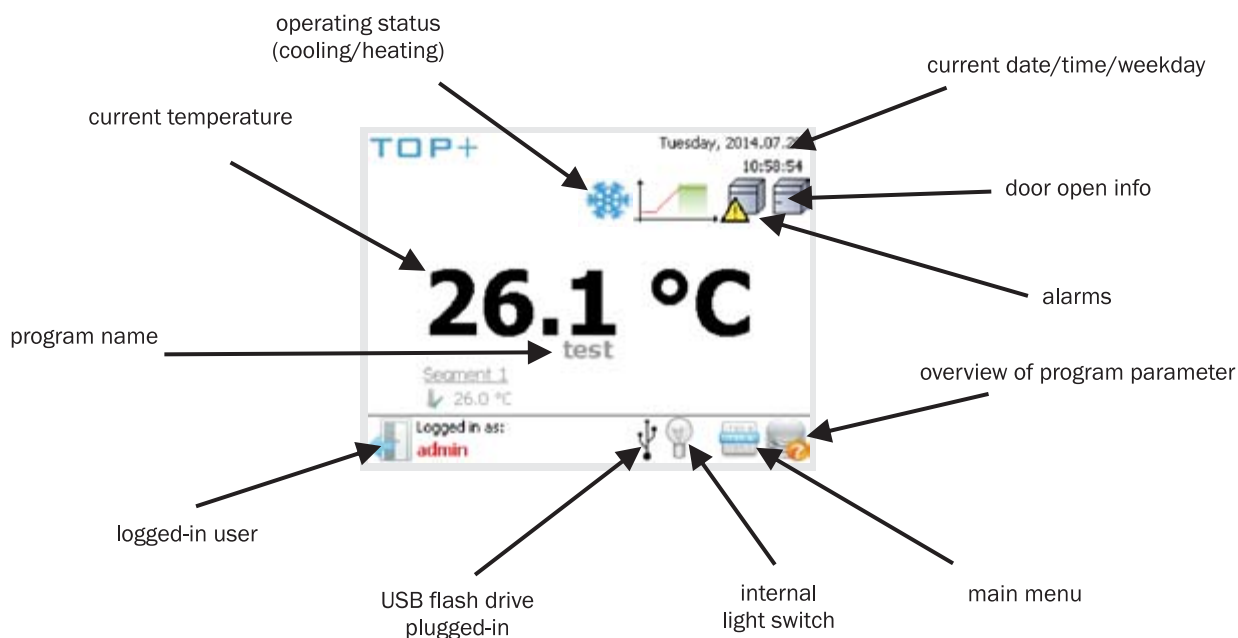 operating status
(cooling/heating)
current date/time/weekday
current temperature
TOP+
Tuesday, 2014.07.2
10:58:54
door open info
26.1 °C
alarms
program name
test
Segment 1
26.0 °C
overview of program parameter
Logged in as:
admin
logged-in user
USB flash drive
plugged-in
internal
light switch
main menu